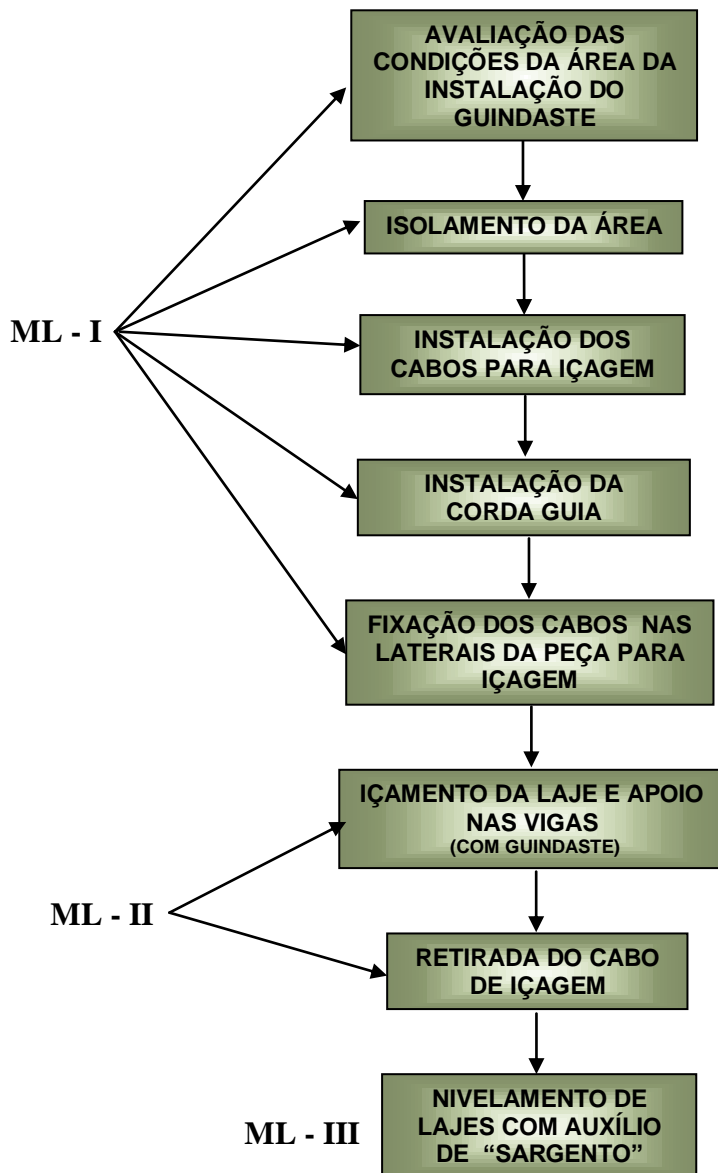 AVALIAÇÃO DAS
CONDIÇÕES DA ÁREA DA
INSTALAÇÃO DO
GUINDASTE
ISOLAMENTO DA ÁREA
ML - I
INSTALAÇÃO DOS
CABOS PARA IÇAGEM
INSTALAÇÃO DA
CORDA GUIA
FIXAÇÃO DOS CABOS NAS
LATERAIS DA PEÇA PARA
IÇAGEM
IÇAMENTO DA LAJE E APOIO
NAS VIGAS
(COM GUINDASTE)
ML - II
RETIRADA DO CABO
DE IÇAGEM
NIVELAMENTO DE
LAJES COM AUXÍLIO
DE “SARGENTO”
ML - III